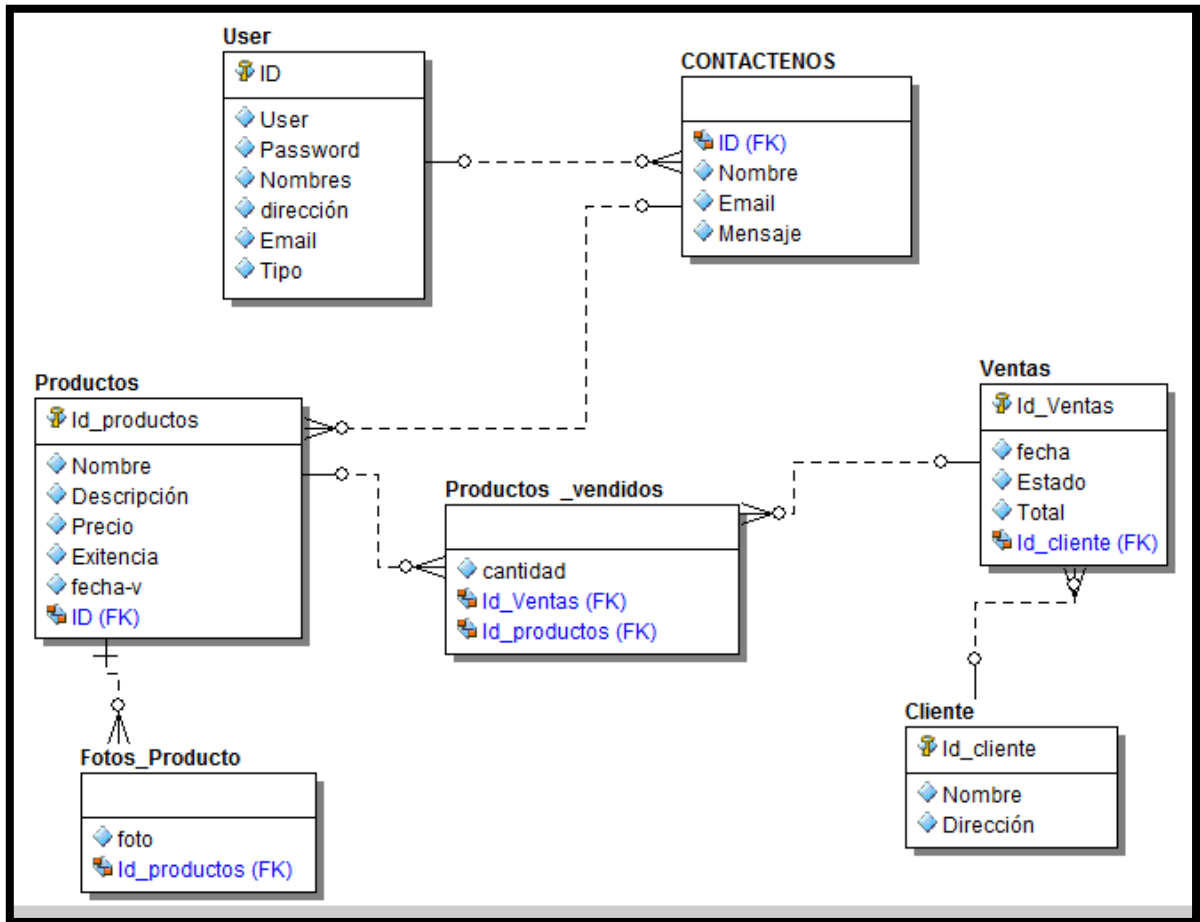 User
ID
User
Password
Nombres
dirección
Email
Tipo
CONTACTENOS
ID (FK)
Nombre
Email
Mensaje
Productos
Id_productos
Nombre
Descripción
Precio
Exitencia
fecha-v
ID (FK)
Productos _vendidos
cantidad
Id_Ventas (FK)
Id_productos (FK)
Ventas
Id_Ventas
fecha
Estado
Total
Id_cliente (FK)
Fotos_Producto
foto
Id_productos (FK)
Cliente
Id_cliente
Nombre
Dirección